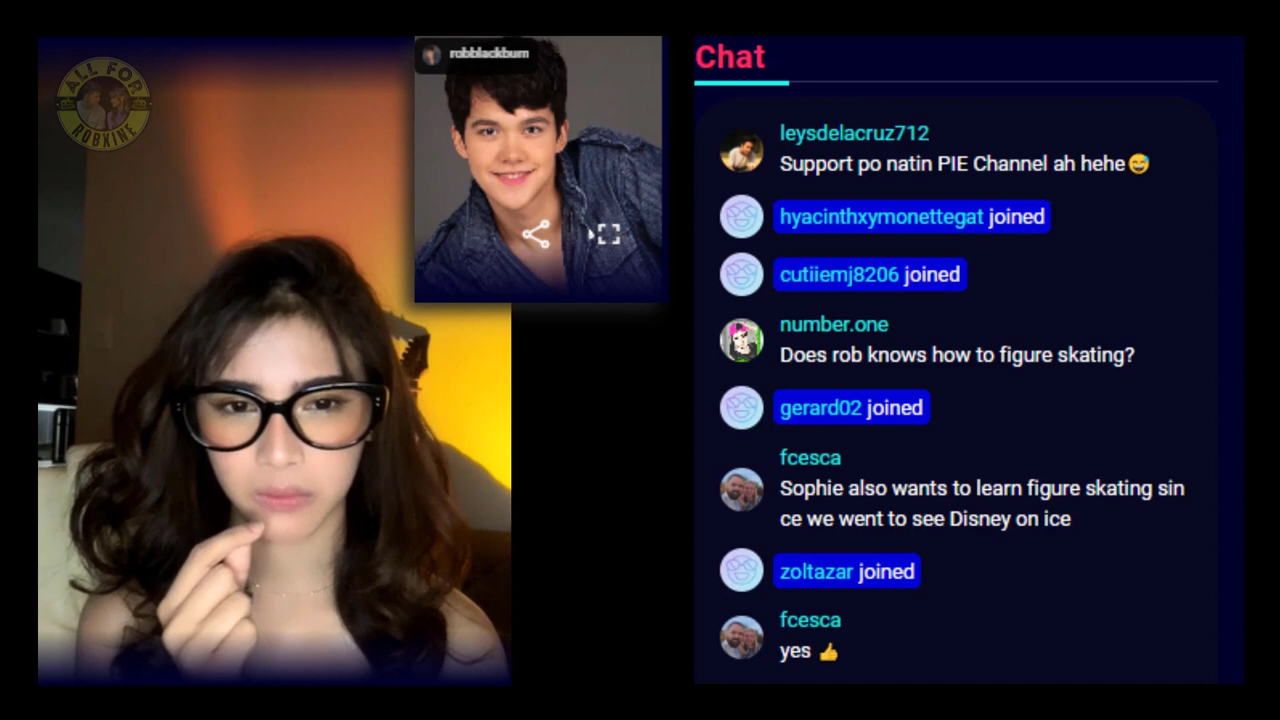 ALL FOR
ROBXINE
robblackburn
Chat
leysdelacruz712
Support po natin PIE Channel ah hehe😅
hyacinthxymonettegat joined
cutiiemj8206 joined
number.one
Does rob knows how to figure skating?
gerard02 joined
fcesca
Sophie also wants to learn figure skating sin
ce we went to see Disney on ice
zoltazar joined
fcesca
yes 👍